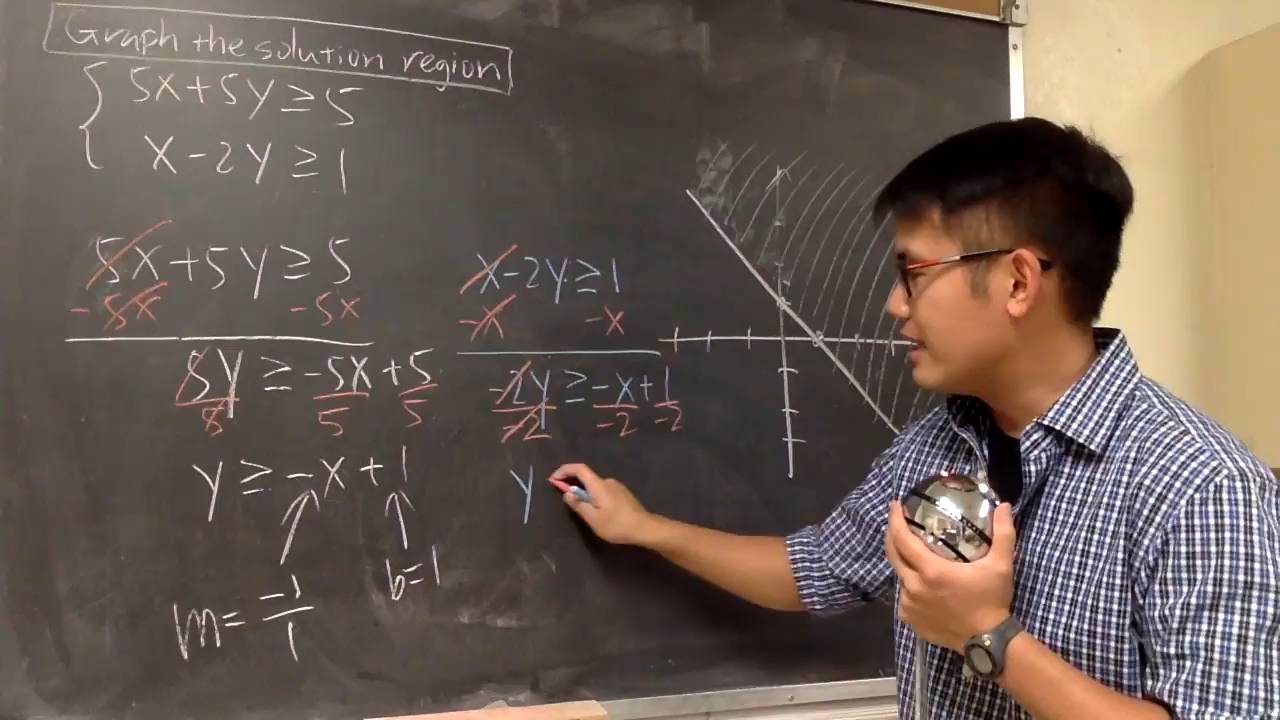 Graph the solution region
5x+5y≥5
x-2y≥1
5x+5y≥5
-5x -5x
5y ≥ -5x+5
5 5 5
y ≥ -x+1
m= -1/1
b=1
x-2y≥1
-x -x
-2y≥-x+1
-2 -2 -2
y